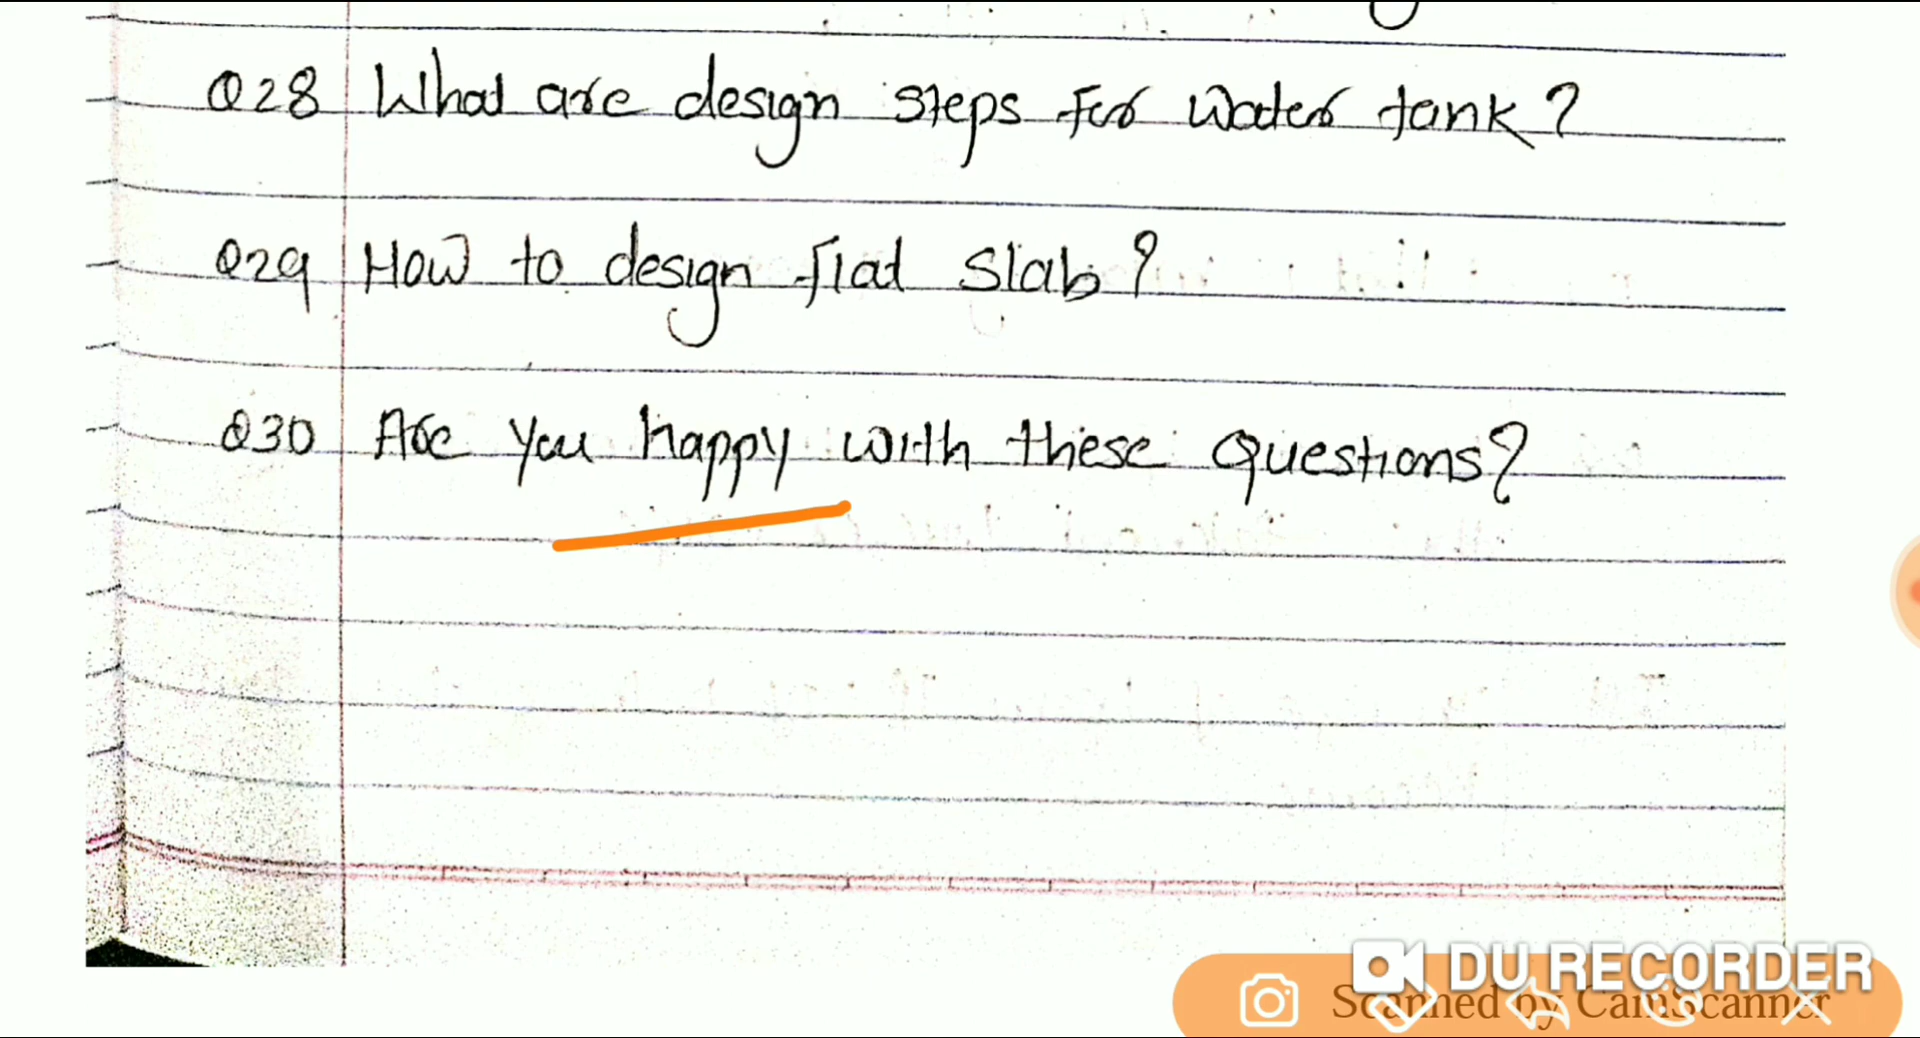 Q28 What are design steps for water tank?
Q29 How to design flat slab?
Q30 Are you happy with these questions?
DU RECORDER
Scanned by CamScanner